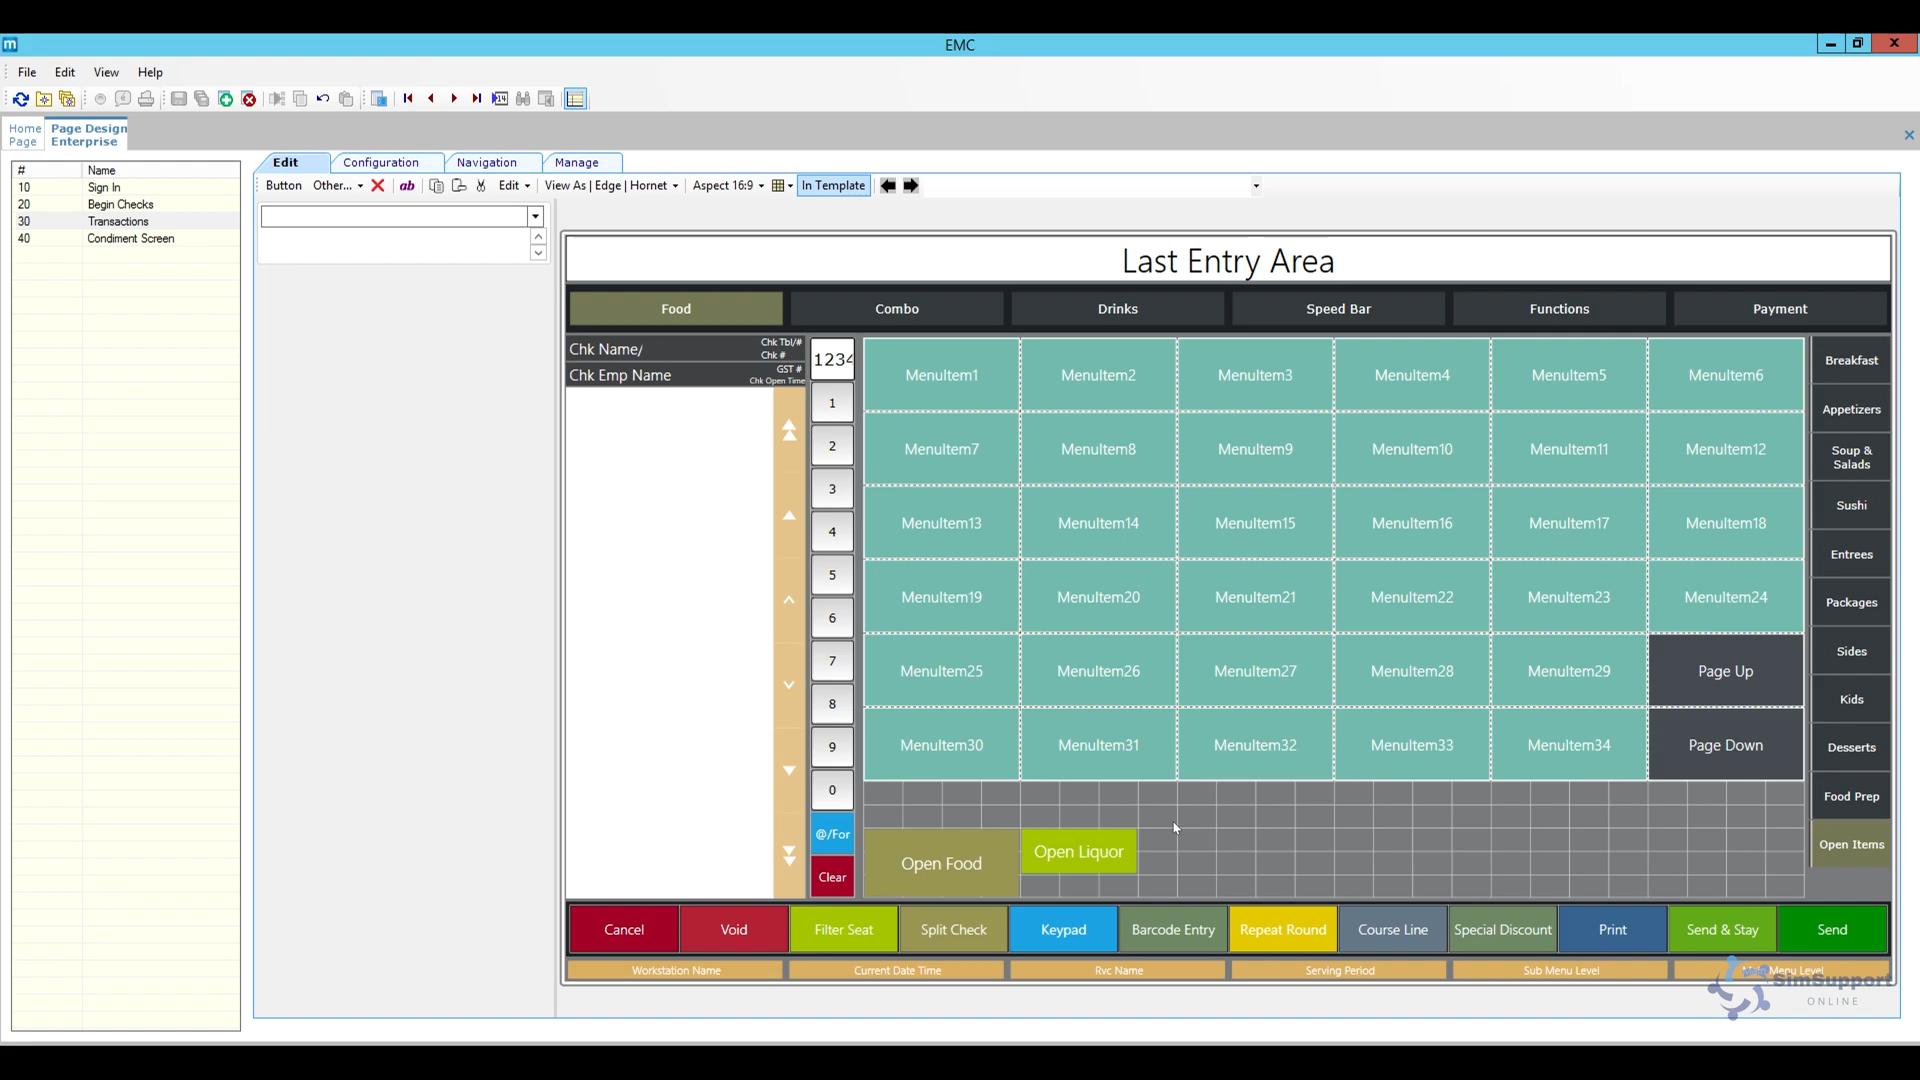 EMC
File Edit View Help
Home Page
Page Design Enterprise
# Name
10 Sign In
20 Begin Checks
30 Transactions
40 Condiment Screen
Edit Configuration Navigation Manage
Button Other... ab Edit View As | Edge | Hornet Aspect 16:9 In Template
Last Entry Area
Food Combo Drinks Speed Bar Functions Payment
Chk Name/ Chk Tbl/#
Chk #
Chk Emp Name GST #
Chk Open Time
1234
1
2
3
4
5
6
7
8
9
0
@/For
Clear
MenuItem1 MenuItem2 MenuItem3 MenuItem4 MenuItem5 MenuItem6
MenuItem7 MenuItem8 MenuItem9 MenuItem10 MenuItem11 MenuItem12
MenuItem13 MenuItem14 MenuItem15 MenuItem16 MenuItem17 MenuItem18
MenuItem19 MenuItem20 MenuItem21 MenuItem22 MenuItem23 MenuItem24
MenuItem25 MenuItem26 MenuItem27 MenuItem28 MenuItem29 Page Up
MenuItem30 MenuItem31 MenuItem32 MenuItem33 MenuItem34 Page Down
Open Food Open Liquor
Breakfast
Appetizers
Soup &
Salads
Sushi
Entrees
Packages
Sides
Kids
Desserts
Food Prep
Open Items
Cancel Void Filter Seat Split Check Keypad Barcode Entry Repeat Round Course Line Special Discount Print Send & Stay Send
Workstation Name Current Date Time Rvc Name Serving Period Sub Menu Level Menu Level
SimSupport
ONLINE